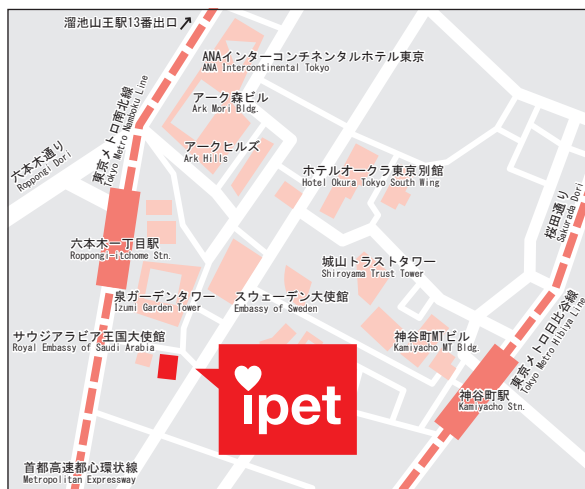 溜池山王駅13番出口↗
ANAインターコンチネンタルホテル東京
ANA Intercontinental Tokyo
アーク森ビル
Ark Mori Bldg.
東京メトロ南北線
Tokyo Metro Namboku Line
六本木通り
Roppongi Dori
アークヒルズ
Ark Hills
ホテルオークラ東京別館
Hotel Okura Tokyo South Wing
桜田通り
Sakurada Dori
六本木一丁目駅
Roppongi-itchome Stn.
城山トラストタワー
Shiroyama Trust Tower
泉ガーデンタワー
Izumi Garden Tower
スウェーデン大使館
Embassy of Sweden
東京メトロ日比谷線
Tokyo Metro Hibiya Line
サウジアラビア王国大使館
Royal Embassy of Saudi Arabia
神谷町MTビル
Kamiyacho MT Bldg.
ipet
神谷町駅
Kamiyacho Stn.
首都高速都心環状線
Metropolitan Expressway